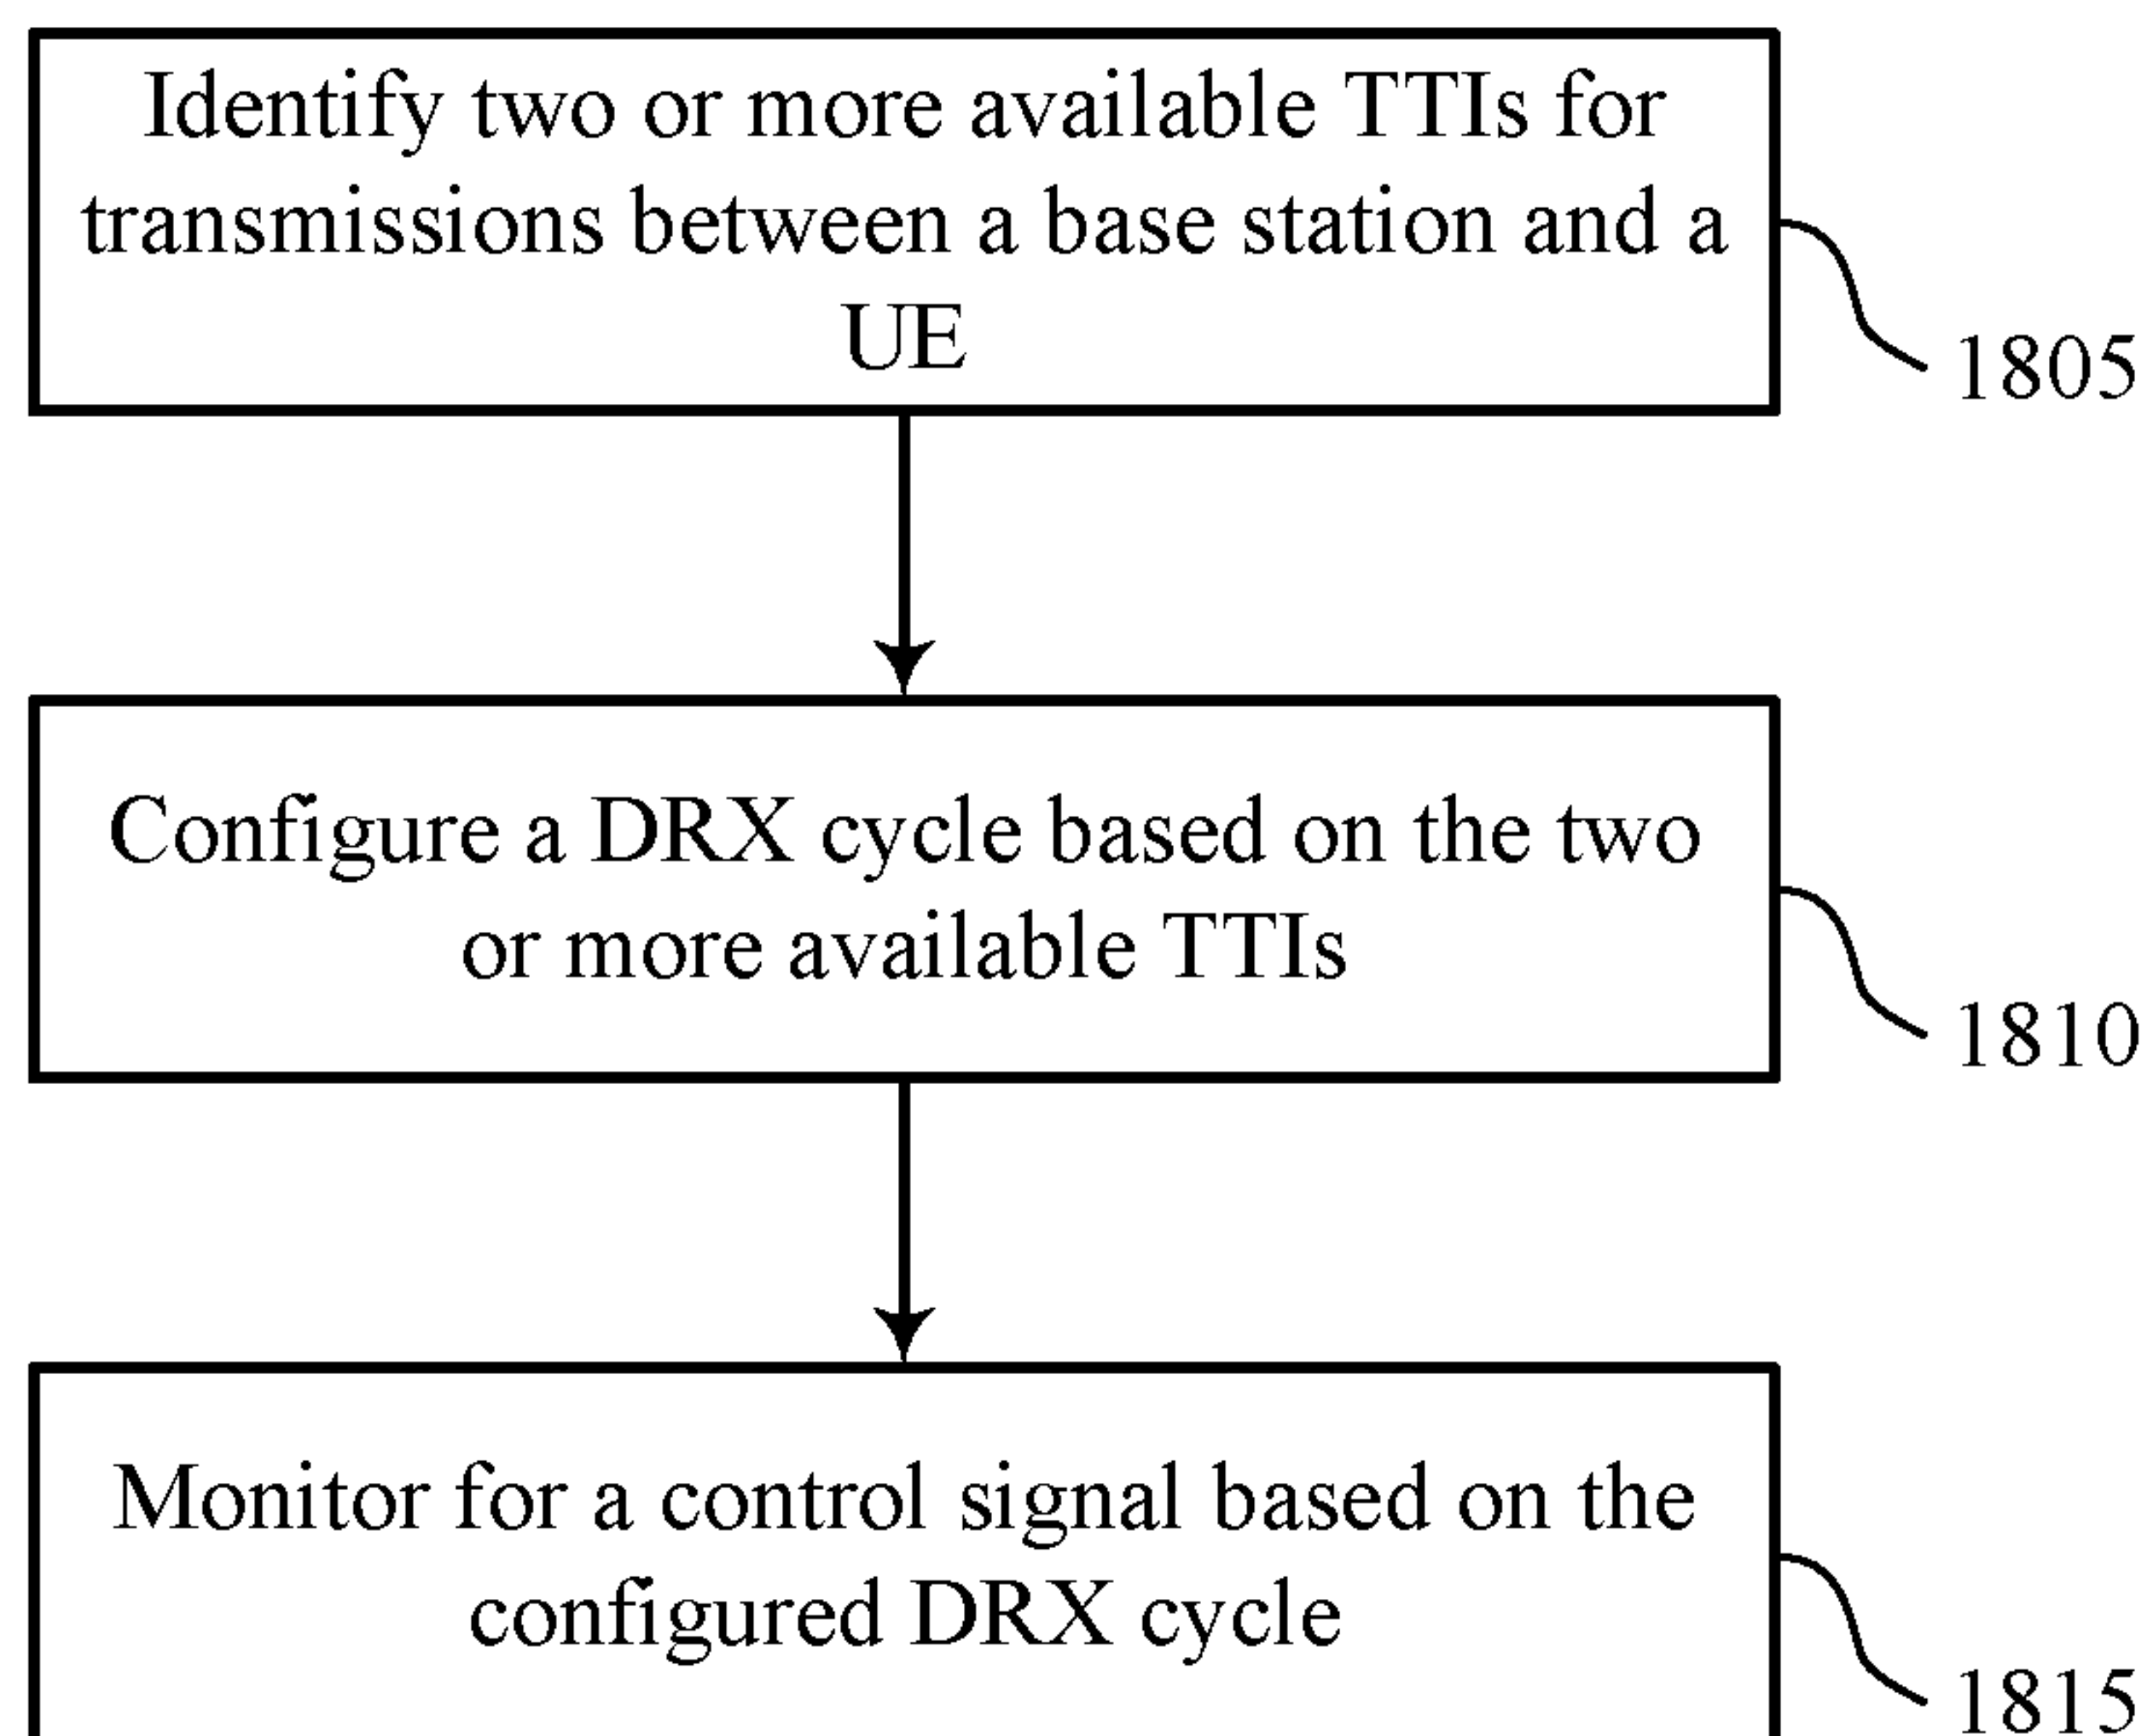 Identify two or more available TTIs for
transmissions between a base station and a
UE
1805
Configure a DRX cycle based on the two
or more available TTIs
1810
Monitor for a control signal based on the
configured DRX cycle
1815